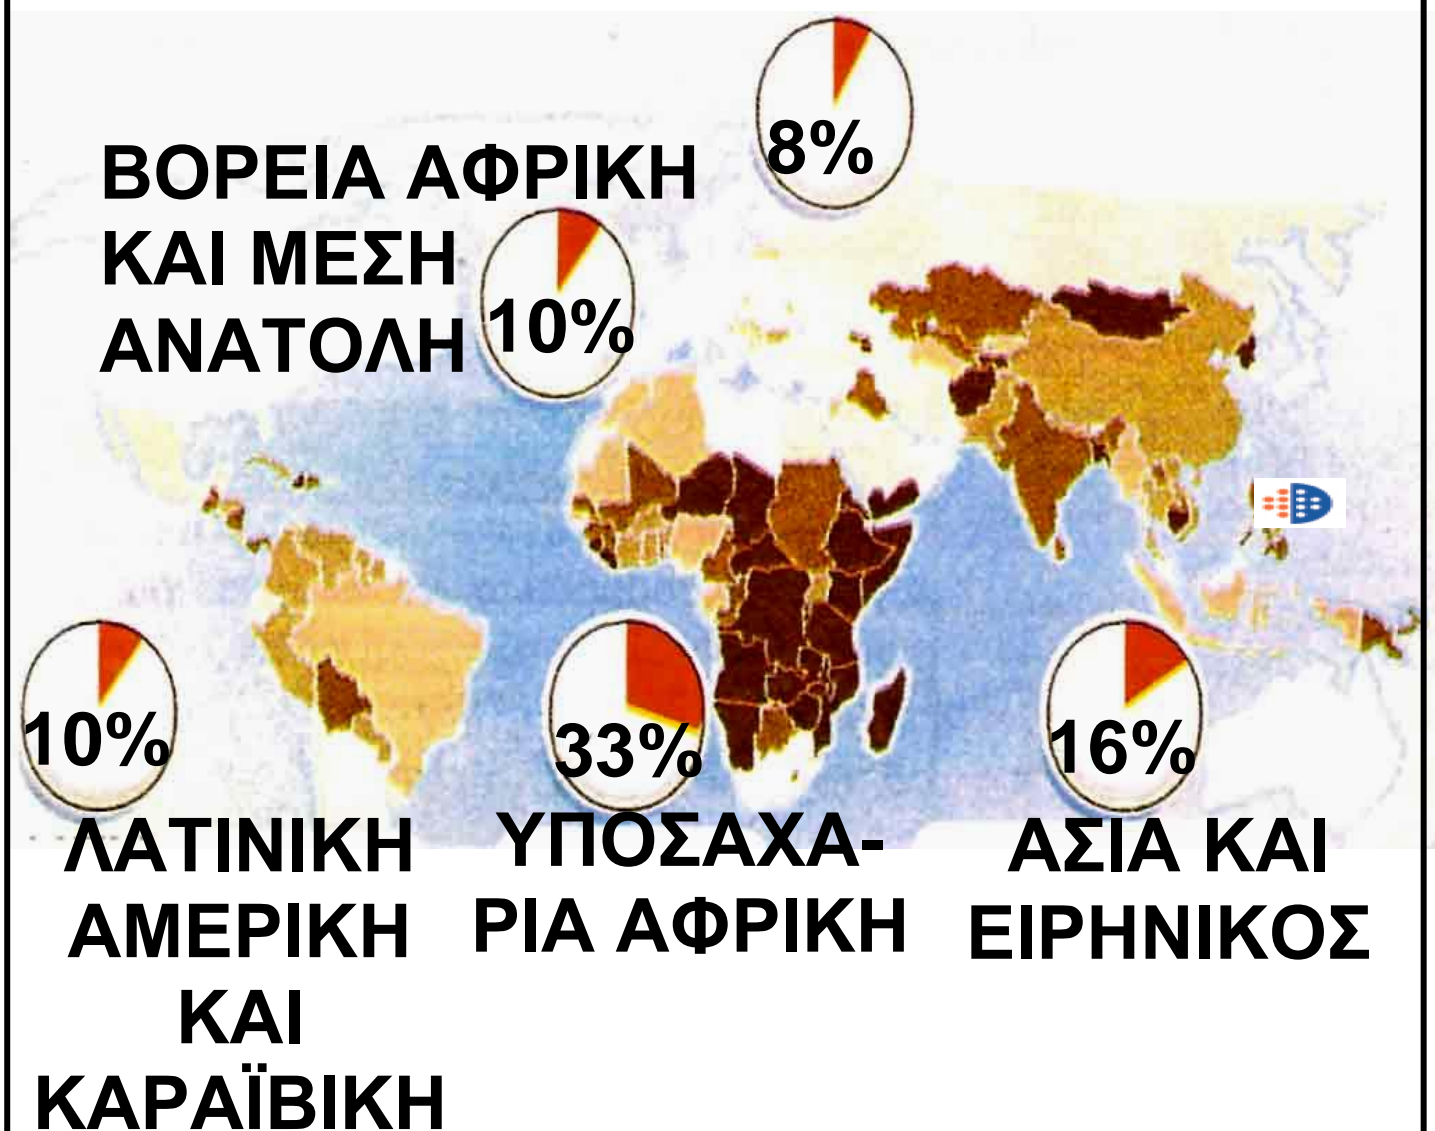 8%
ΒΟΡΕΙΑ ΑΦΡΙΚΗ
ΚΑΙ ΜΕΣΗ
ΑΝΑΤΟΛΗ
10%
10%
33%
16%
ΛΑΤΙΝΙΚΗ
ΑΜΕΡΙΚΗ
ΚΑΙ
ΚΑΡΑΪΒΙΚΗ
ΥΠΟΣΑΧΑ-
ΡΙΑ ΑΦΡΙΚΗ
ΑΣΙΑ ΚΑΙ
ΕΙΡΗΝΙΚΟΣ